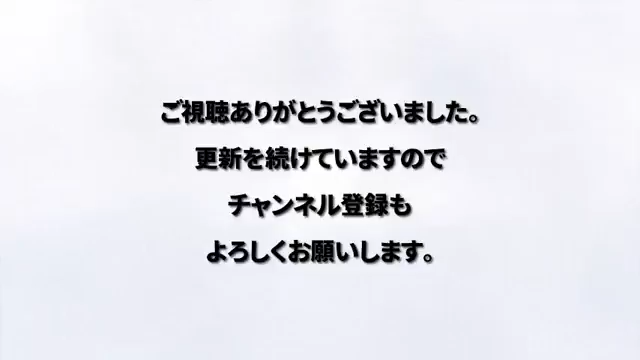 ご視聴ありがとうございました。
更新を続けていますので
チャンネル登録も
よろしくお願いします。